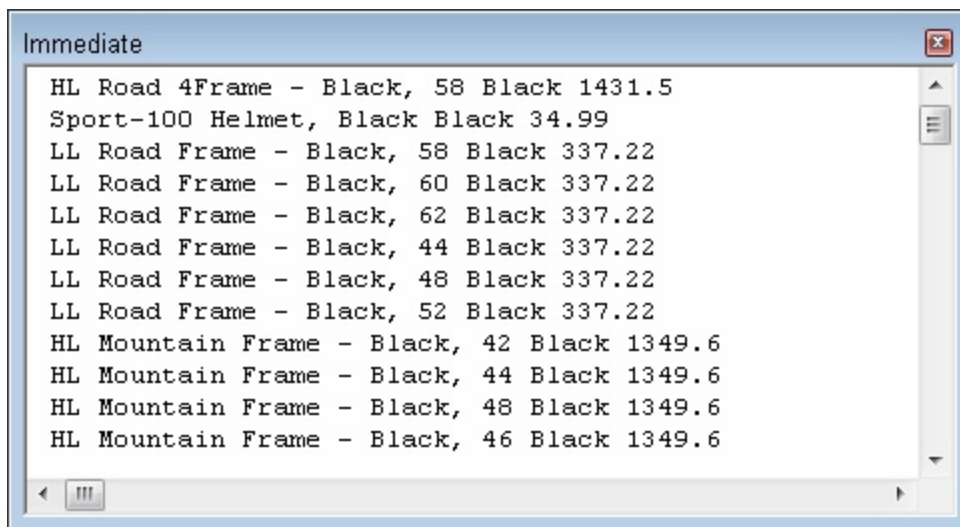 Immediate
HL Road 4Frame - Black, 58 Black 1431.5
Sport-100 Helmet, Black Black 34.99
LL Road Frame - Black, 58 Black 337.22
LL Road Frame - Black, 60 Black 337.22
LL Road Frame - Black, 62 Black 337.22
LL Road Frame - Black, 44 Black 337.22
LL Road Frame - Black, 48 Black 337.22
LL Road Frame - Black, 52 Black 337.22
HL Mountain Frame - Black, 42 Black 1349.6
HL Mountain Frame - Black, 44 Black 1349.6
HL Mountain Frame - Black, 48 Black 1349.6
HL Mountain Frame - Black, 46 Black 1349.6